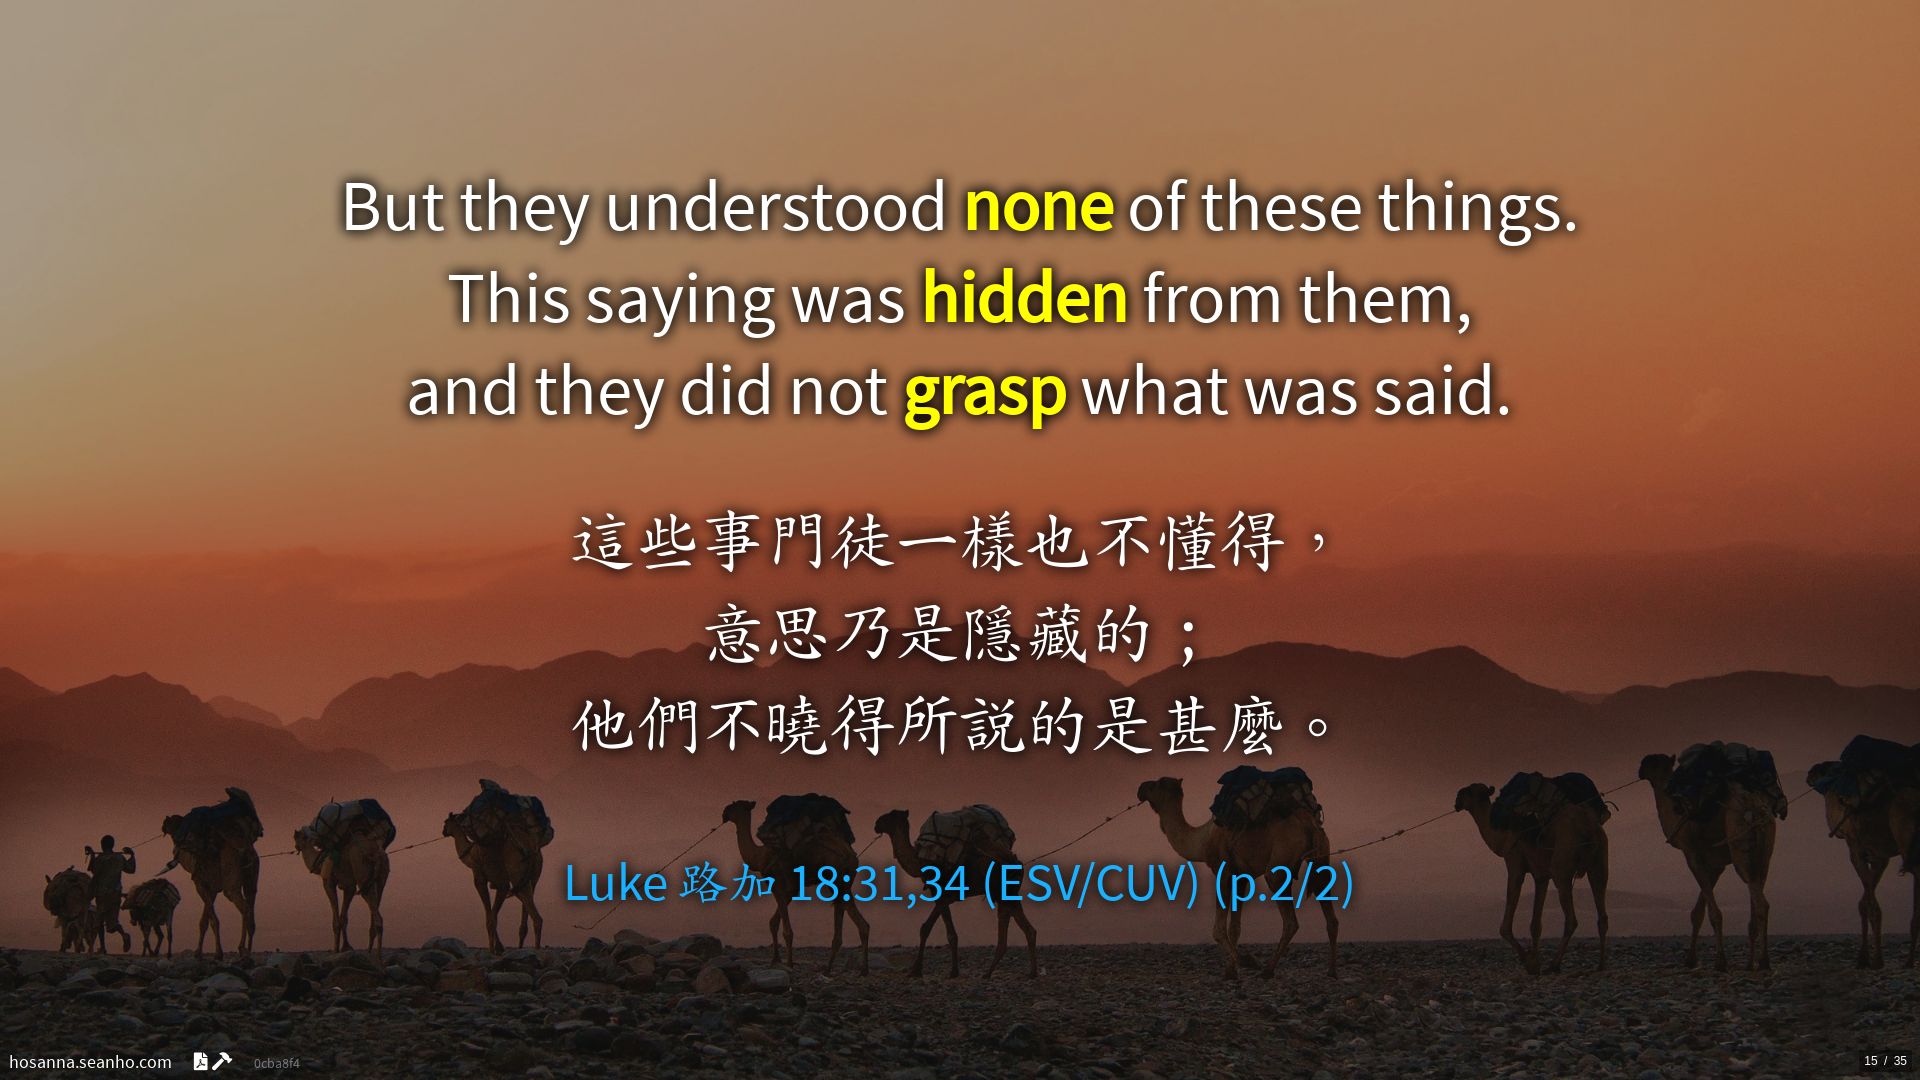 But they understood none of these things.
This saying was hidden from them,
and they did not grasp what was said.
這些事門徒一樣也不懂得，
意思乃是隱藏的；
他們不曉得所説的是甚麼。
Luke 路加 18:31,34 (ESV/CUV) (p.2/2)
hosanna.seanho.com 0cba8f4
15 / 35